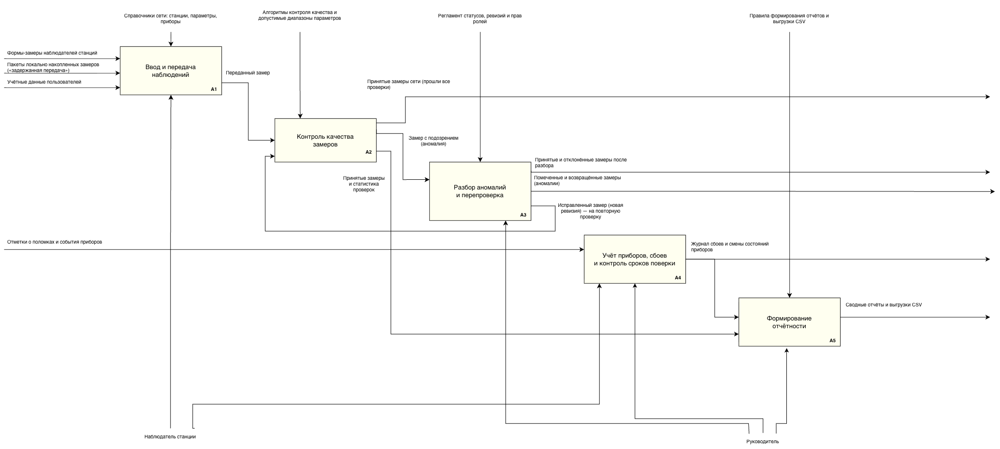 Справочники сети: станции, параметры,
приборы
Алгоритмы контроля качества и
допустимые диапазоны параметров
Регламент статусов, ревизий и прав
ролей
Правила формирования отчётов и
выгрузки CSV
Формы-замеры наблюдателей станций
Пакеты локально накопленных замеров
(«задержанная передача»)
Учётные данные пользователей
Ввод и передача
наблюдений
A1
Переданный замер
Принятые замеры сети (прошли все
проверки)
Контроль качества
замеров
A2
Замер с подозрением
(аномалия)
Принятые замеры
и статистика
проверок
Разбор аномалий
и перепроверка
A3
Принятые и отклонённые замеры после
разбора
Помеченные и возвращённые замеры
(аномалии)
Исправленный замер (новая
ревизия) — на повторную
проверку
Отметки о поломках и события приборов
Учёт приборов, сбоев
и контроль сроков поверки
A4
Журнал сбоев и смены состояний
приборов
Формирование
отчётности
A5
Сводные отчёты и выгрузки CSV
Наблюдатель станции
Руководитель